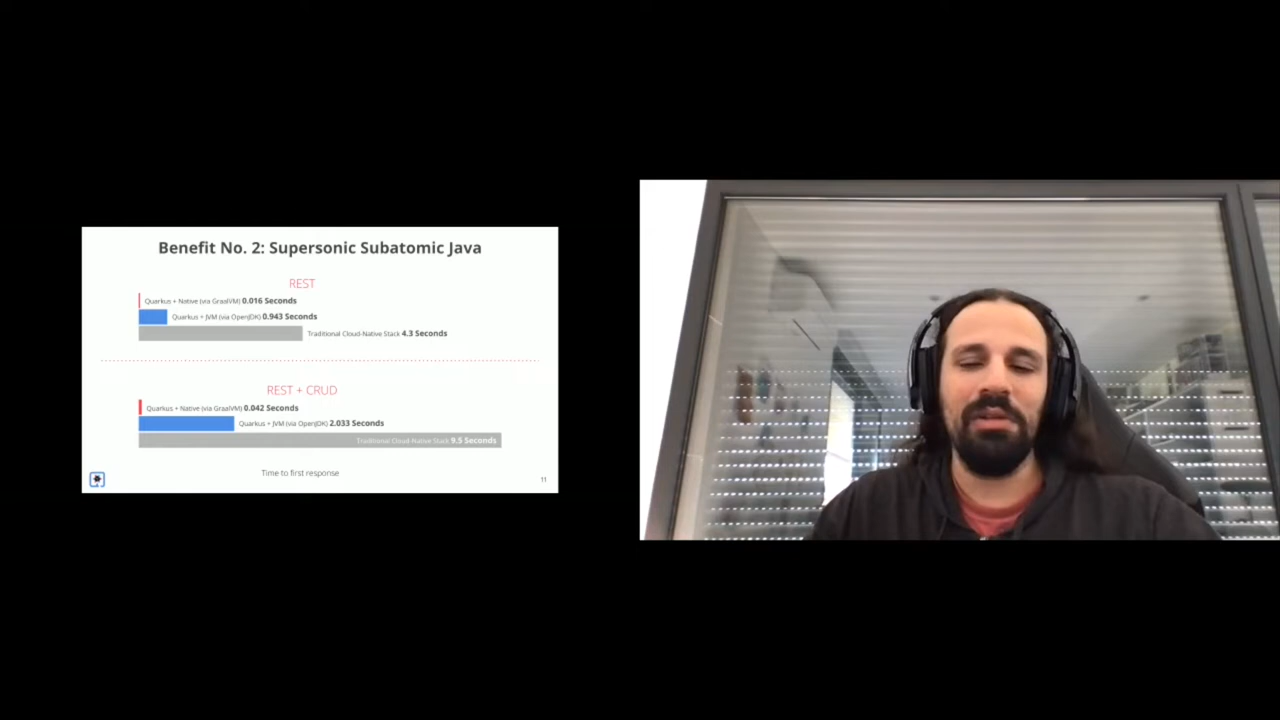 Benefit No. 2: Supersonic Subatomic Java
REST
Quarkus + Native (via GraalVM) 0.016 Seconds
Quarkus + JVM (via OpenJDK) 0.943 Seconds
Traditional Cloud-Native Stack 4.3 Seconds
REST + CRUD
Quarkus + Native (via GraalVM) 0.042 Seconds
Quarkus + JVM (via OpenJDK) 2.033 Seconds
Traditional Cloud-Native Stack 9.5 Seconds
Time to first response
11